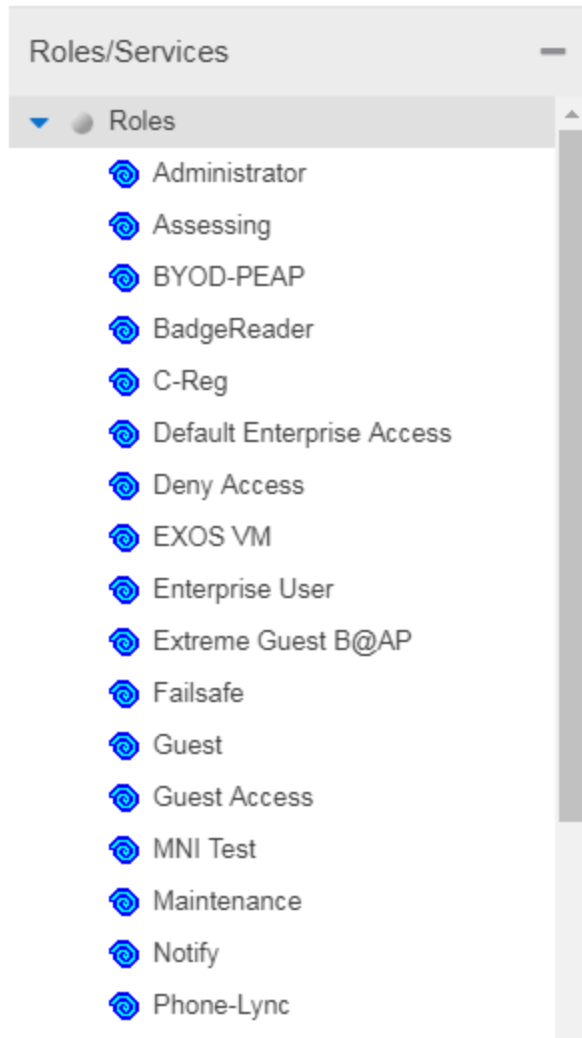 Roles/Services
Roles
Administrator
Assessing
BYOD-PEAP
BadgeReader
C-Reg
Default Enterprise Access
Deny Access
EXOS VM
Enterprise User
Extreme Guest B@AP
Failsafe
Guest
Guest Access
MNI Test
Maintenance
Notify
Phone-Lync